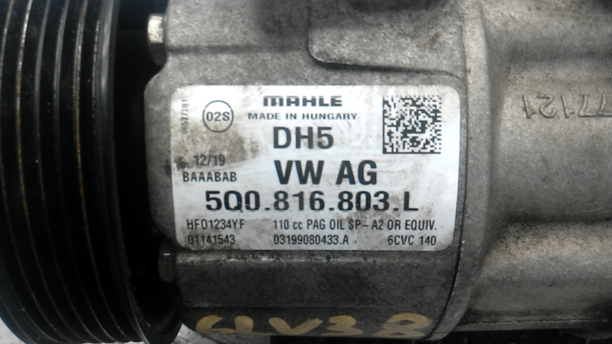 MAHLE
MADE IN HUNGARY
02S
DH5
12/19
BAAABAB
VW AG
5Q0.816.803.L
HFO1234YF 110 cc PAG OIL SP-A2 OR EQUIV.
01141543 03199080433.A 6CVC 140